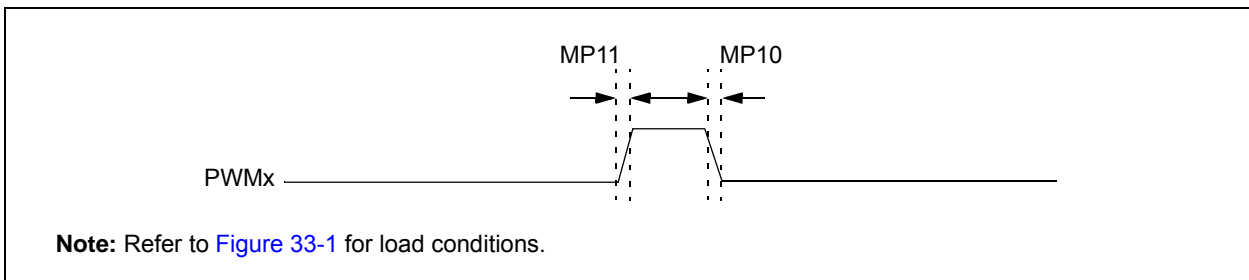 MP11 MP10
PWMx
Note: Refer to Figure 33-1 for load conditions.